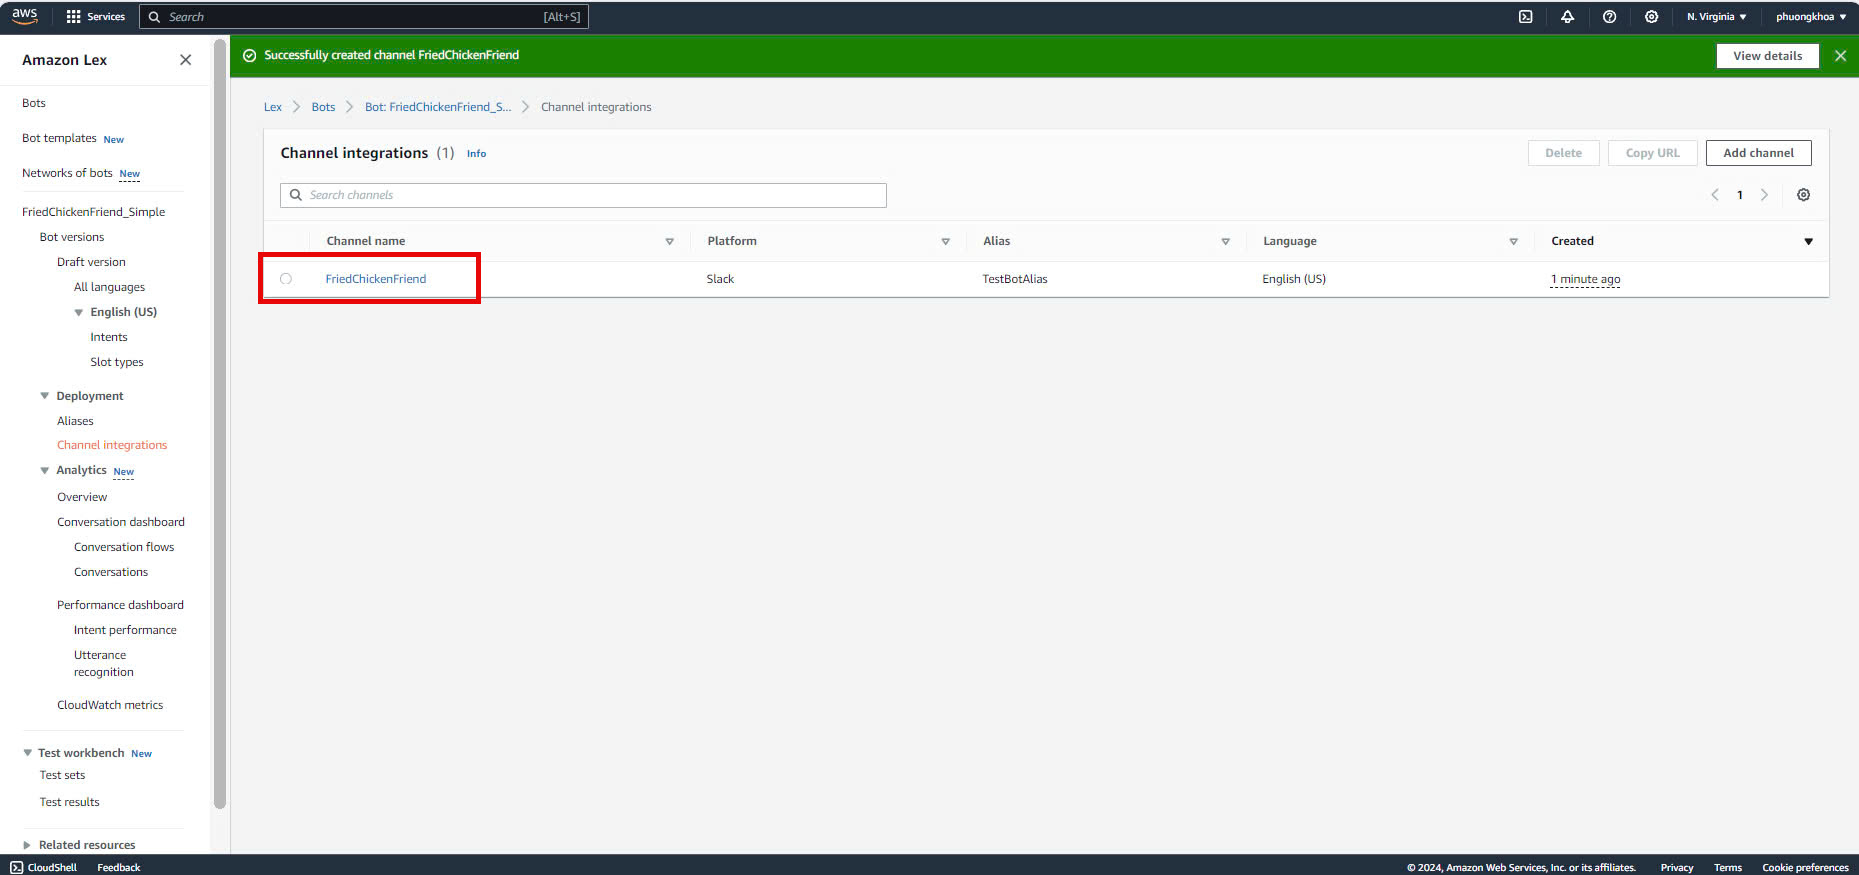 aws Services Search [Alt+S] N. Virginia phuongkhoa
Amazon Lex
Bots
Bot templates New
Networks of bots New
FriedChickenFriend_Simple
Bot versions
Draft version
All languages
English (US)
Intents
Slot types
Deployment
Aliases
Channel integrations
Analytics New
Overview
Conversation dashboard
Conversation flows
Conversations
Performance dashboard
Intent performance
Utterance
recognition
CloudWatch metrics
Test workbench New
Test sets
Test results
Related resources
Successfully created channel FriedChickenFriend View details
Lex Bots Bot: FriedChickenFriend_S... Channel integrations
Channel integrations (1) Info Delete Copy URL Add channel
Search channels 1
Channel name Platform Alias Language Created
FriedChickenFriend Slack TestBotAlias English (US) 1 minute ago
CloudShell Feedback © 2024, Amazon Web Services, Inc. or its affiliates. Privacy Terms Cookie preferences